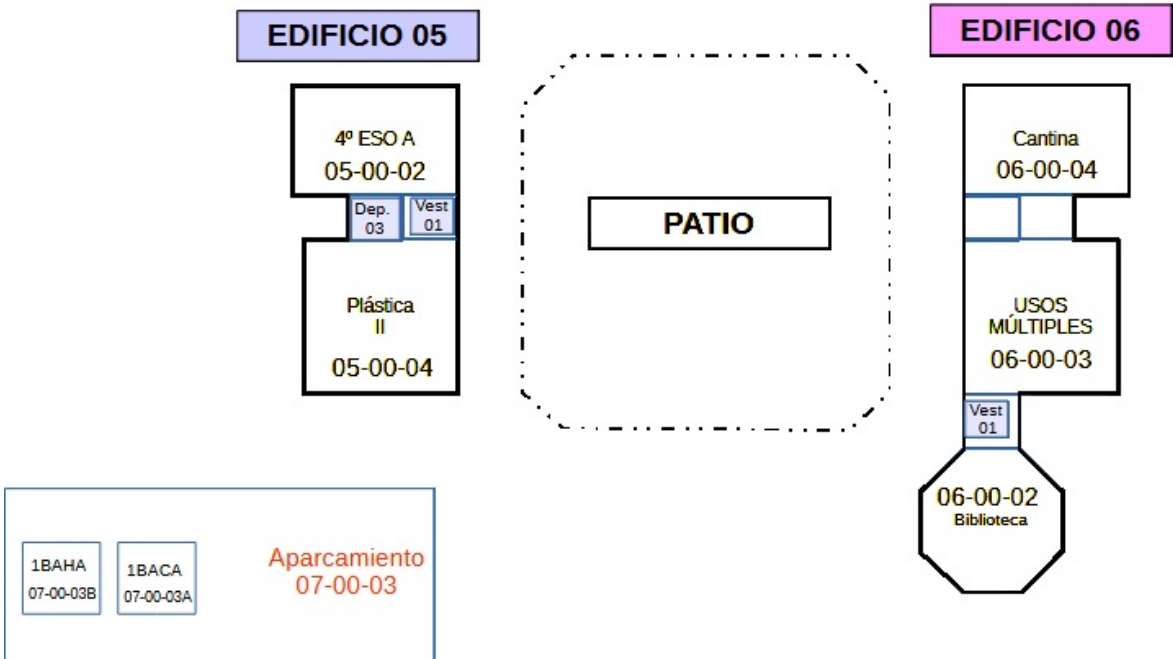 EDIFICIO 05
EDIFICIO 06
4º ESO A
05-00-02
Dep.
03
Vest
01
Plástica
II
05-00-04
PATIO
Cantina
06-00-04
USOS
MÚLTIPLES
06-00-03
Vest
01
06-00-02
Biblioteca
1BAHA
07-00-03B
1BACA
07-00-03A
Aparcamiento
07-00-03